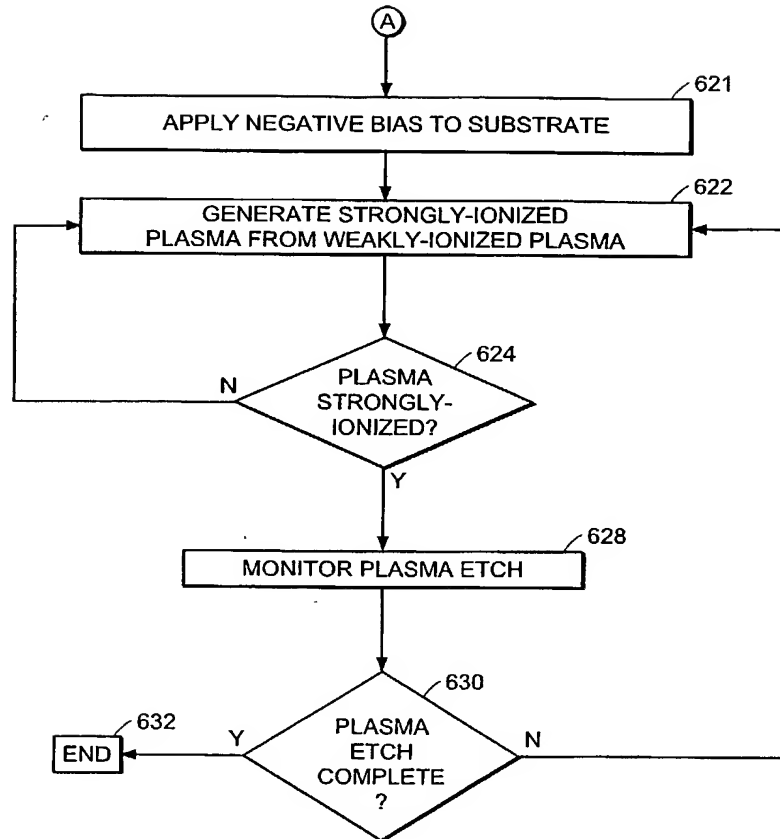 A
621
APPLY NEGATIVE BIAS TO SUBSTRATE
622
GENERATE STRONGLY-IONIZED
PLASMA FROM WEAKLY-IONIZED PLASMA
624
N
PLASMA
STRONGLY-
IONIZED?
Y
628
MONITOR PLASMA ETCH
630
632
END
Y
PLASMA
ETCH
COMPLETE
?
N